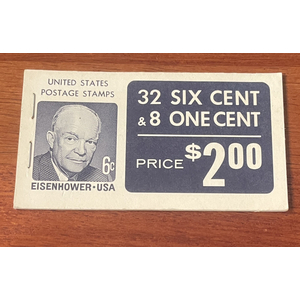 UNITED STATES
POSTAGE STAMPS
6c
EISENHOWER·USA
32 SIX CENT
& 8 ONE CENT
PRICE $2.00